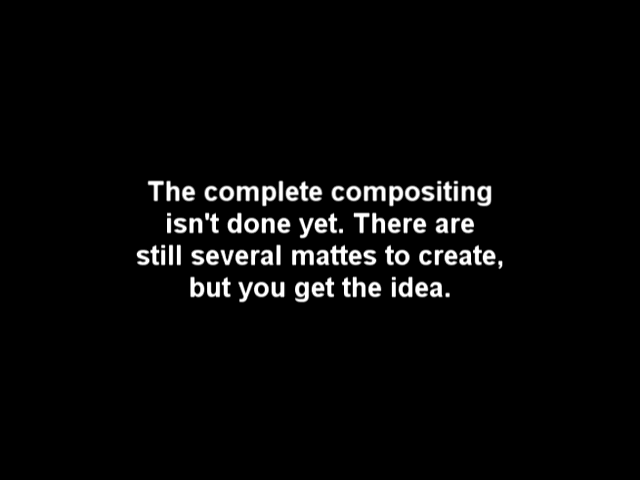 The complete compositing
isn't done yet. There are
still several mattes to create,
but you get the idea.